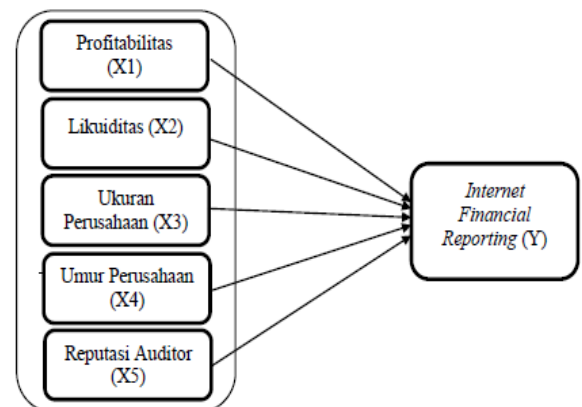 Profitabilitas
(X1)
Likuiditas (X2)
Ukuran
Perusahaan (X3)
Umur Perusahaan
(X4)
Reputasi Auditor
(X5)
Internet
Financial
Reporting (Y)